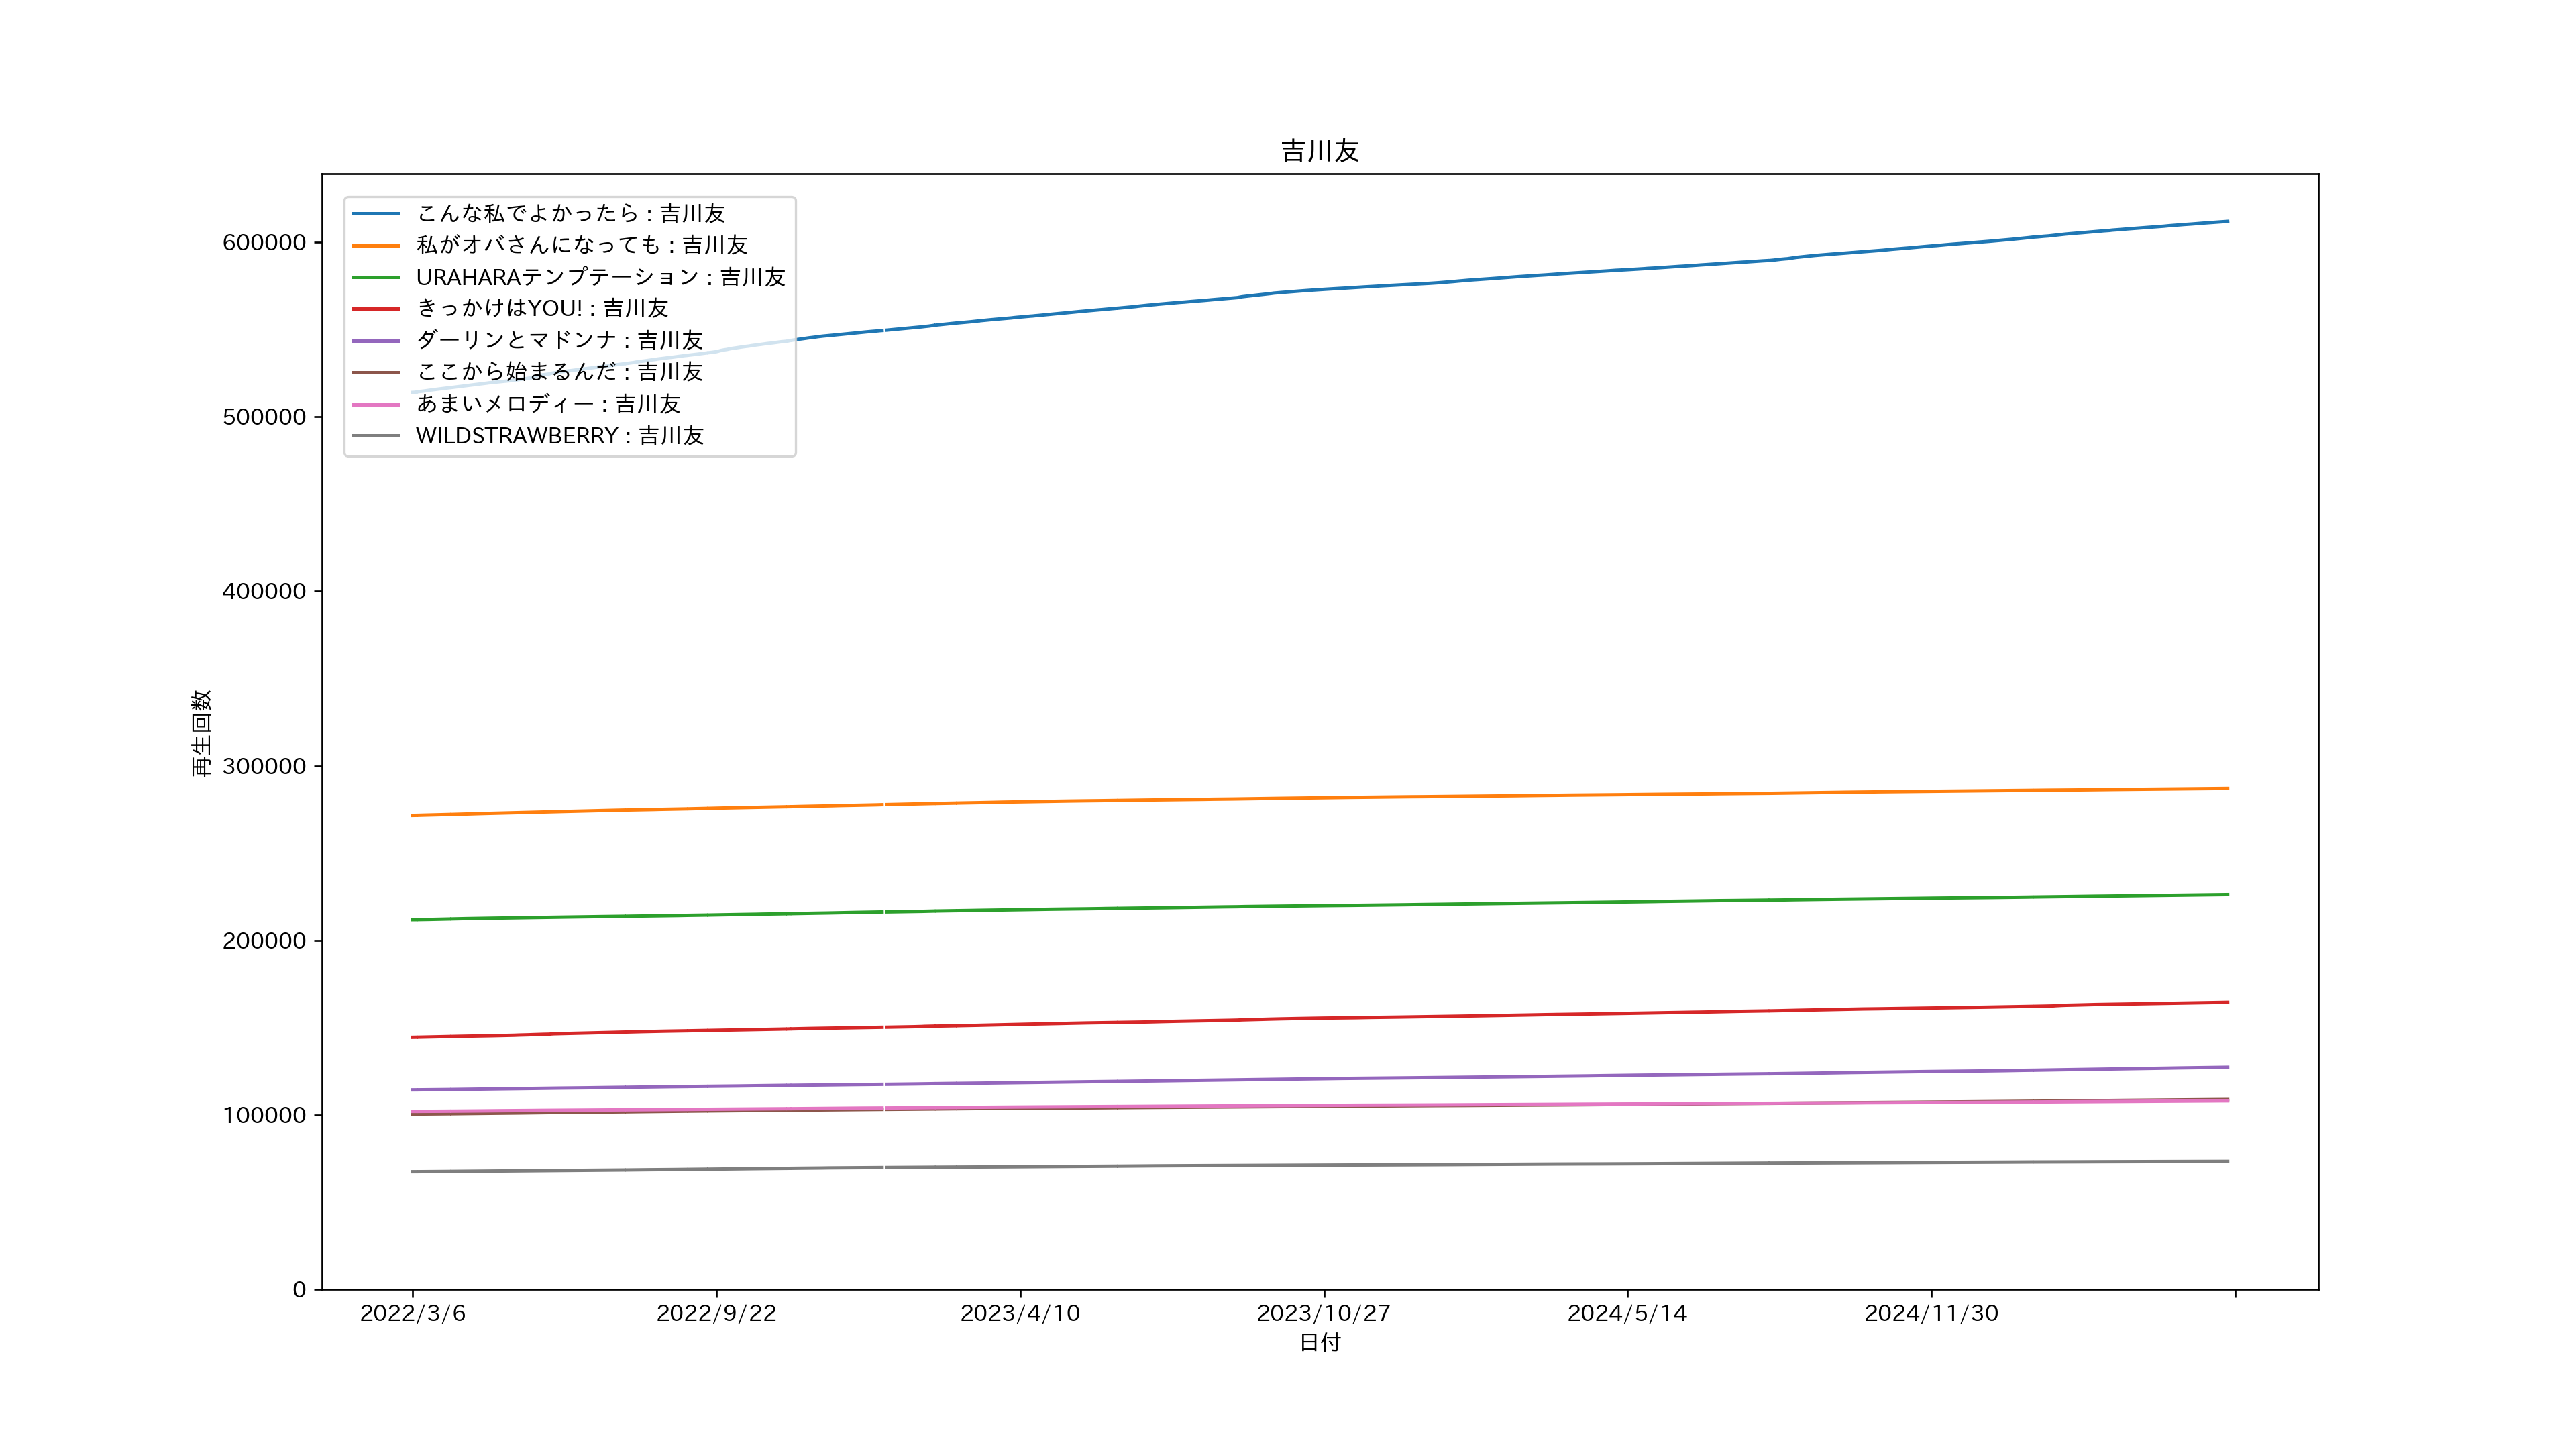 吉川友
こんな私でよかったら : 吉川友
私がオバさんになっても : 吉川友
URAHARAテンプテーション : 吉川友
きっかけはYOU! : 吉川友
ダーリンとマドンナ : 吉川友
ここから始まるんだ : 吉川友
あまいメロディー : 吉川友
WILDSTRAWBERRY : 吉川友
600000
500000
400000
300000
200000
100000
0
再生回数
2022/3/6 2022/9/22 2023/4/10 2023/10/27 2024/5/14 2024/11/30
日付